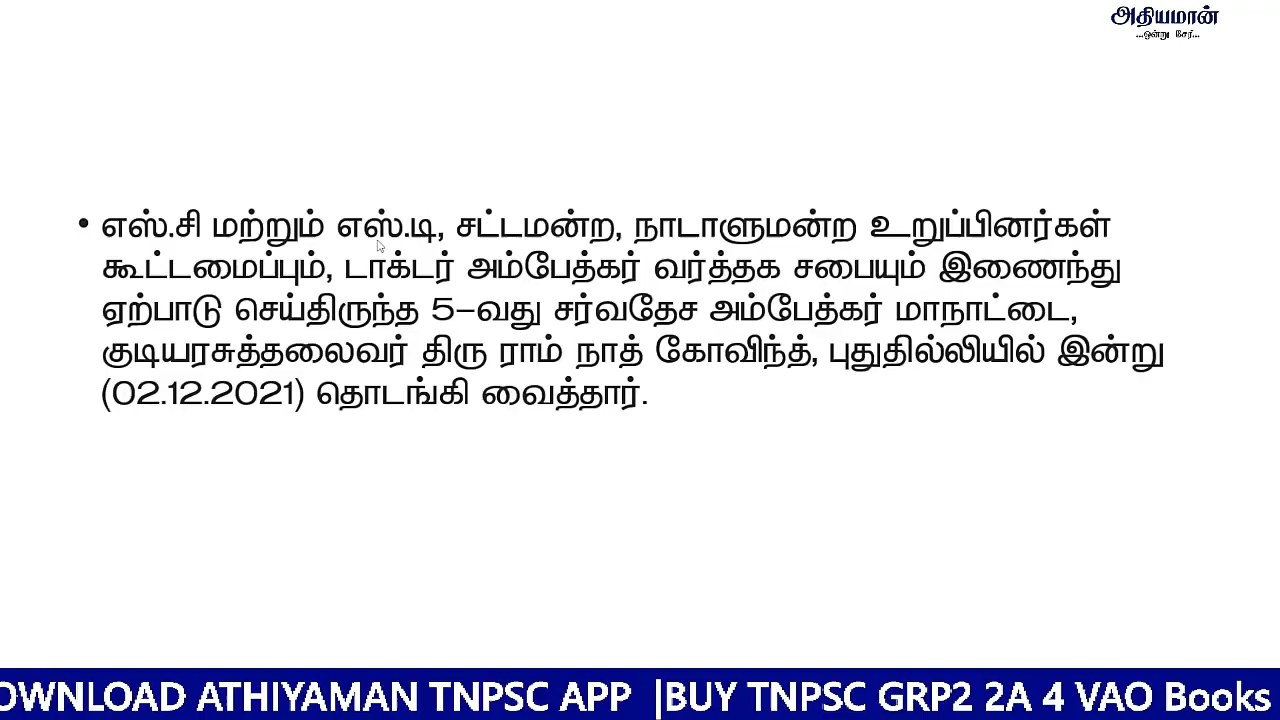 அதியமான்
...ஒன்று சேர்...
• எஸ்.சி மற்றும் எஸ்.டி, சட்டமன்ற, நாடாளுமன்ற உறுப்பினர்கள்
கூட்டமைப்பும், டாக்டர் அம்பேத்கர் வர்த்தக சபையும் இணைந்து
ஏற்பாடு செய்திருந்த 5-வது சர்வதேச அம்பேத்கர் மாநாட்டை,
குடியரசுத்தலைவர் திரு ராம் நாத் கோவிந்த், புதுதில்லியில் இன்று
(02.12.2021) தொடங்கி வைத்தார்.
OWNLOAD ATHIYAMAN TNPSC APP |BUY TNPSC GRP2 2A 4 VAO Books